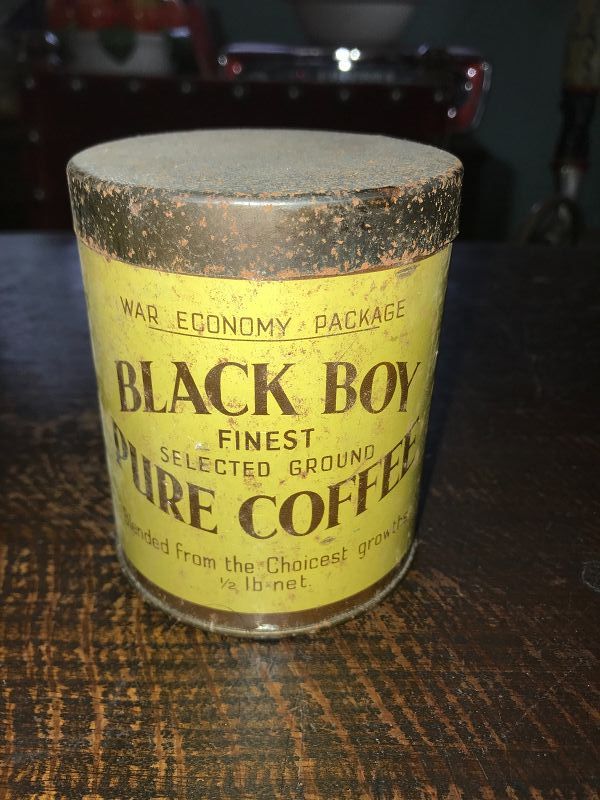 WAR ECONOMY PACKAGE
BLACK BOY
FINEST
SELECTED GROUND
PURE COFFEE
Blended from the Choicest growths
½ lb net.